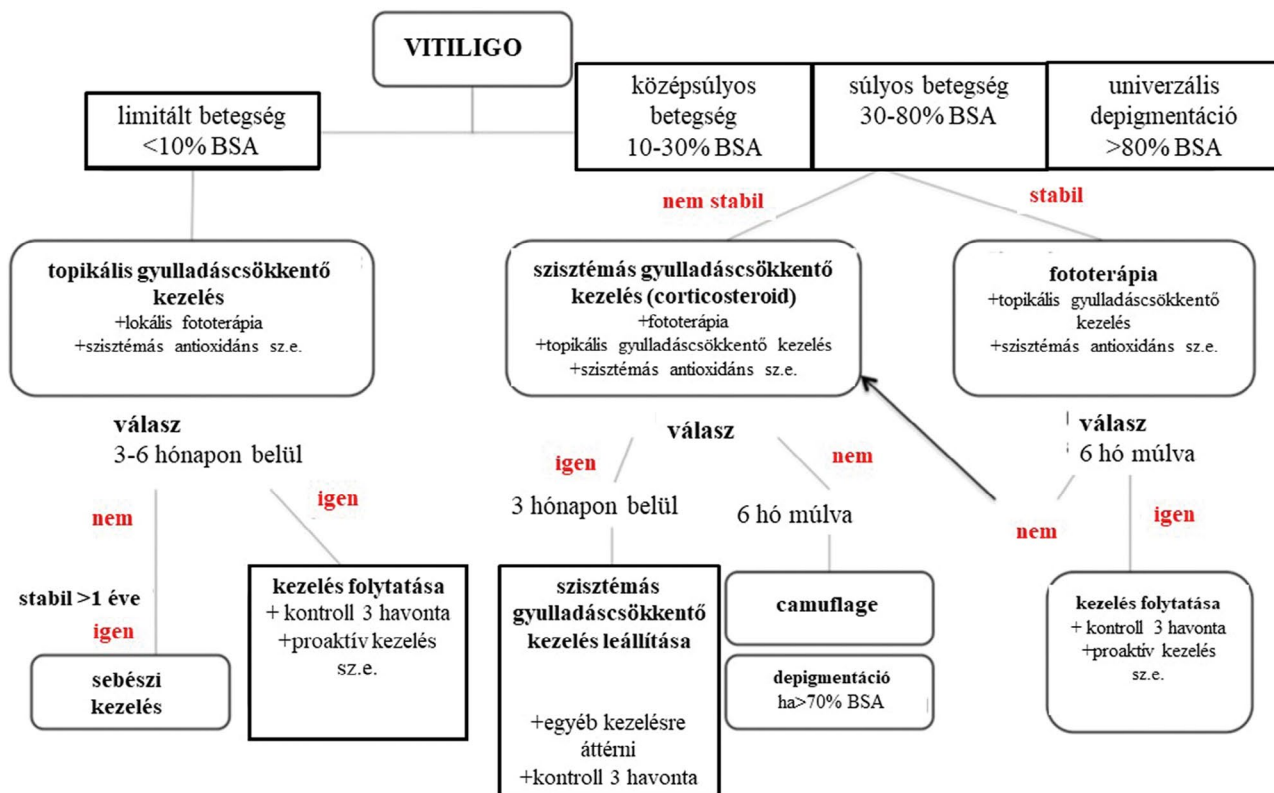 VITILIGO
limitált betegség
<10% BSA
középsúlyos
betegség
10-30% BSA
súlyos betegség
30-80% BSA
univerzális
depigmentáció
>80% BSA
nem stabil
stabil
topikális gyulladáscsökkentő
kezelés
+lokális fototerápia
+szisztémás antioxidáns sz.e.
szisztémás gyulladáscsökkentő
kezelés (corticosteroid)
+fototerápia
+topikális gyulladáscsökkentő kezelés
+szisztémás antioxidáns sz.e.
fototerápia
+topikális gyulladáscsökkentő
kezelés
+szisztémás antioxidáns sz.e.
válasz
3-6 hónapon belül
nem
igen
stabil >1 éve
igen
sebészi
kezelés
kezelés folytatása
+ kontroll 3 havonta
+proaktív kezelés
sz.e.
válasz
igen
nem
3 hónapon belül
6 hó múlva
szisztémás
gyulladáscsökkentő
kezelés leállítása
+egyéb kezelésre
áttérni
+kontroll 3 havonta
camuflage
depigmentáció
ha>70% BSA
válasz
6 hó múlva
nem
igen
kezelés folytatása
+ kontroll 3 havonta
+proaktív kezelés
sz.e.